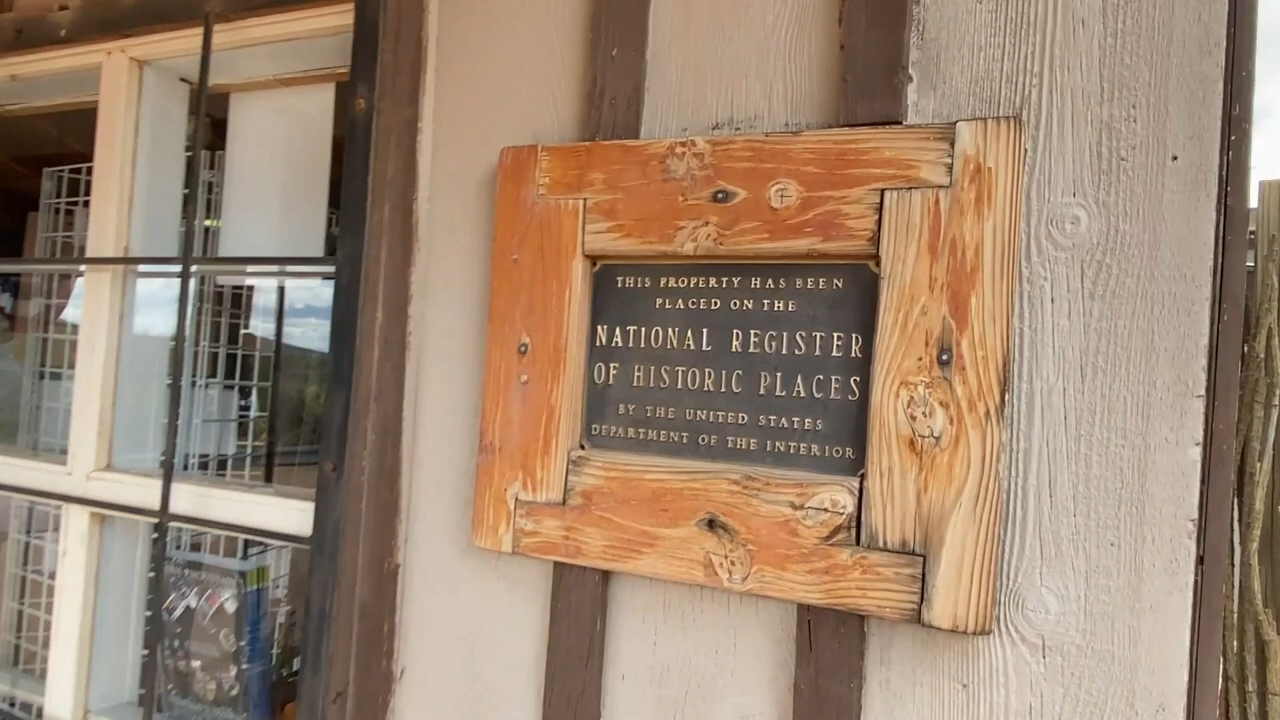 THIS PROPERTY HAS BEEN
PLACED ON THE
NATIONAL REGISTER
OF HISTORIC PLACES
BY THE UNITED STATES
DEPARTMENT OF THE INTERIOR